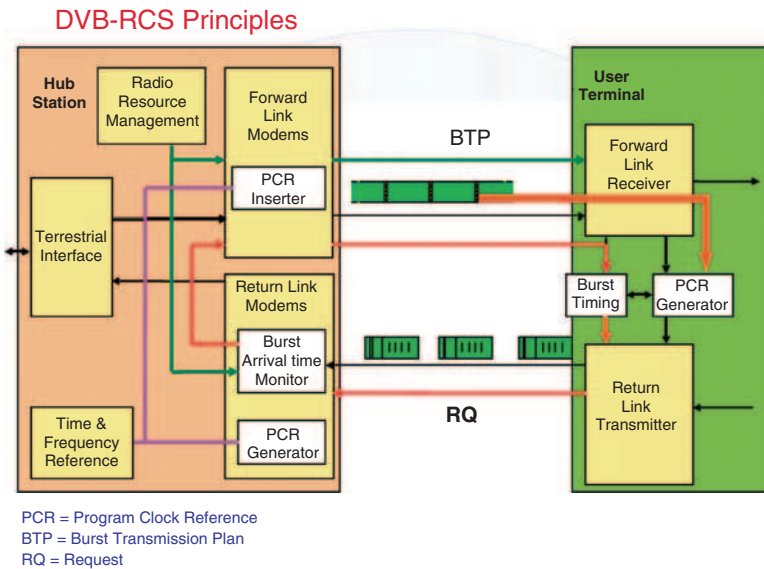 DVB-RCS Principles
Hub
Station
Radio
Resource
Management
Forward
Link
Modems
PCR
Inserter
Terrestrial
Interface
Return Link
Modems
Burst
Arrival time
Monitor
Time &
Frequency
Reference
PCR
Generator
BTP
RQ
User
Terminal
Forward
Link
Receiver
Burst
Timing
PCR
Generator
Return
Link
Transmitter
PCR = Program Clock Reference
BTP = Burst Transmission Plan
RQ = Request